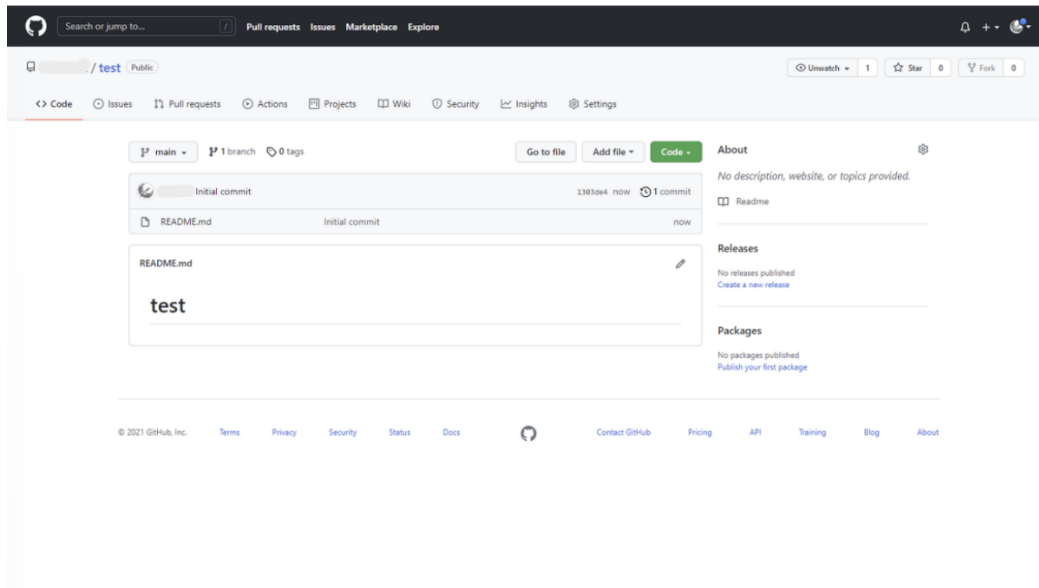 Search or jump to... / Pull requests Issues Marketplace Explore
/ test Public Unwatch 1 Star 0 Fork 0
Code Issues Pull requests Actions Projects Wiki Security Insights Settings
main 1 branch 0 tags Go to file Add file Code
Initial commit 1303de4 now 1 commit
README.md Initial commit now
README.md
test
About
No description, website, or topics provided.
Readme
Releases
No releases published
Create a new release
Packages
No packages published
Publish your first package
© 2021 GitHub, Inc. Terms Privacy Security Status Docs Contact GitHub Pricing API Training Blog About